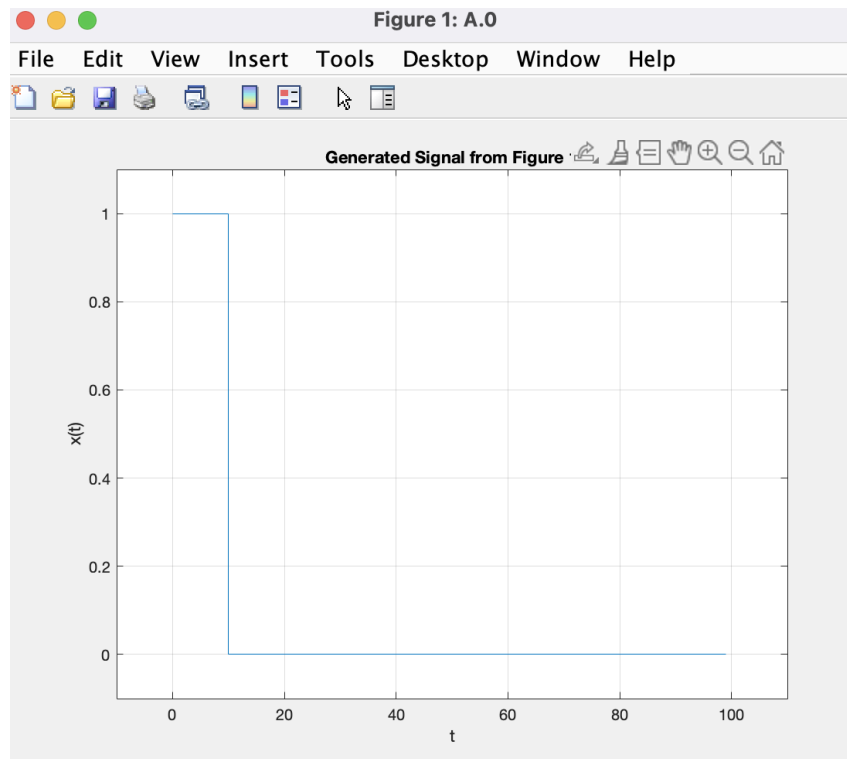 Figure 1: A.0
File Edit View Insert Tools Desktop Window Help
Generated Signal from Figure
1
0.8
0.6
0.4
0.2
0
x(t)
0 20 40 60 80 100
t